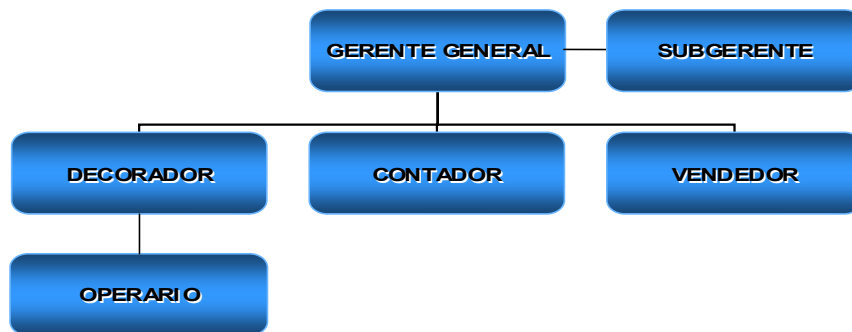 GERENTE GENERAL
SUBGERENTE
DECORADOR
CONTADOR
VENDEDOR
OPERARIO